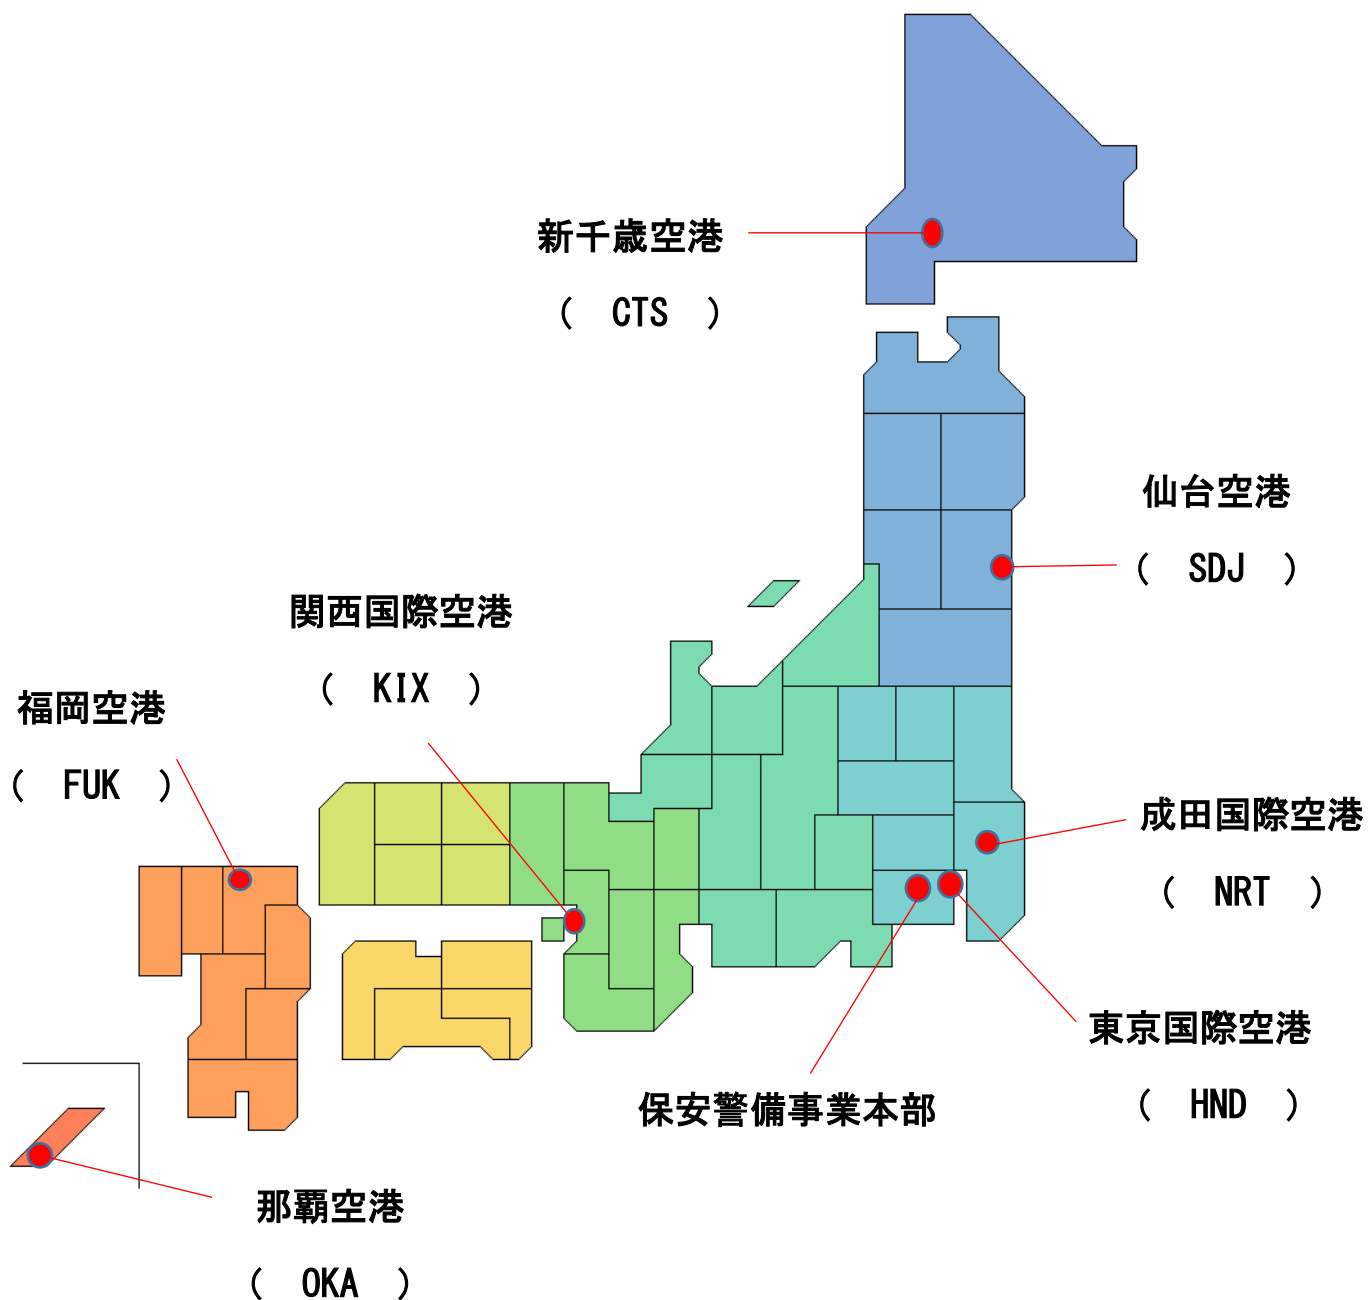 新千歳空港
( CTS )
仙台空港
( SDJ )
関西国際空港
( KIX )
福岡空港
( FUK )
成田国際空港
( NRT )
東京国際空港
( HND )
保安警備事業本部
那覇空港
( OKA )